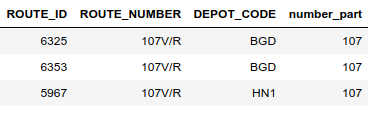 ROUTE_ID ROUTE_NUMBER DEPOT_CODE number_part
6325 107V/R BGD 107
6353 107V/R BGD 107
5967 107V/R HN1 107